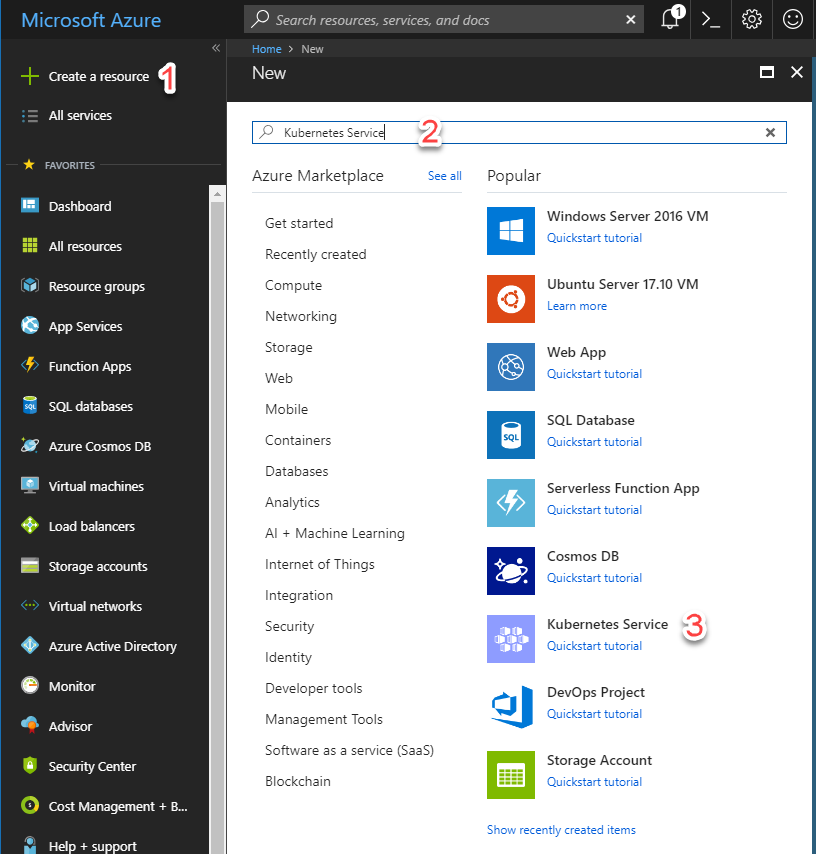 Microsoft Azure
Search resources, services, and docs
1
Create a resource
1
All services
FAVORITES
Dashboard
All resources
Resource groups
App Services
Function Apps
SQL databases
Azure Cosmos DB
Virtual machines
Load balancers
Storage accounts
Virtual networks
Azure Active Directory
Monitor
Advisor
Security Center
Cost Management + B...
Help + support
Home > New
New
Kubernetes Service
2
Azure Marketplace
See all
Get started
Recently created
Compute
Networking
Storage
Web
Mobile
Containers
Databases
Analytics
AI + Machine Learning
Internet of Things
Integration
Security
Identity
Developer tools
Management Tools
Software as a service (SaaS)
Blockchain
Popular
Windows Server 2016 VM
Quickstart tutorial
Ubuntu Server 17.10 VM
Learn more
Web App
Quickstart tutorial
SQL Database
Quickstart tutorial
Serverless Function App
Quickstart tutorial
Cosmos DB
Quickstart tutorial
Kubernetes Service
3
Quickstart tutorial
DevOps Project
Quickstart tutorial
Storage Account
Quickstart tutorial
Show recently created items